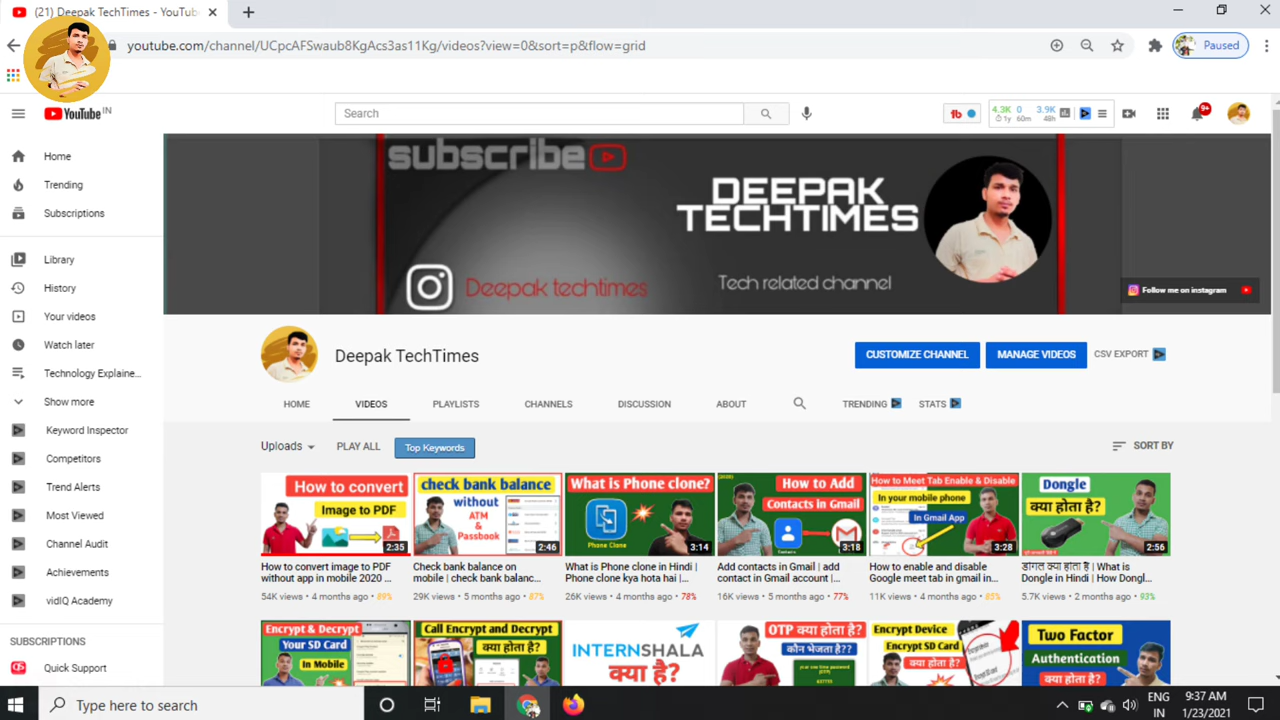 (21) Deepak TechTimes - YouTub
youtube.com/channel/UCpcAFSwaub8KgAcs3as11Kg/videos?view=0&sort=p&flow=grid
Paused
YouTube IN
Search
4.3K 0 3.9K
1y 60m 48h
9+
Home
Trending
Subscriptions
Library
History
Your videos
Watch later
Technology Explaine...
Show more
Keyword Inspector
Competitors
Trend Alerts
Most Viewed
Channel Audit
Achievements
vidIQ Academy
SUBSCRIPTIONS
Quick Support
subscribe
DEEPAK
TECHTIMES
Deepak techtimes
Tech related channel
Follow me on instagram
Deepak TechTimes
CUSTOMIZE CHANNEL
MANAGE VIDEOS
CSV EXPORT
HOME
VIDEOS
PLAYLISTS
CHANNELS
DISCUSSION
ABOUT
TRENDING
STATS
Uploads
PLAY ALL
Top Keywords
SORT BY
How to convert
Image to PDF
2:35
How to convert image to PDF
without app in mobile 2020 ...
54K views • 4 months ago • 89%
check bank balance
without
ATM
&
Passbook
2:46
Check bank balance on
mobile | check bank balanc...
29K views • 5 months ago • 87%
What is Phone clone?
Phone Clone
3:14
What is Phone clone in Hindi |
Phone clone kya hota hai |...
26K views • 4 months ago • 78%
(2020)
How to Add
Contacts in Gmail
3:18
Add contacts in Gmail | add
contact in Gmail account |...
16K views • 5 months ago • 77%
How to Meet Tab Enable & Disable
In your mobile phone
In Gmail App
3:28
How to enable and disable
Google meet tab in gmail in...
11K views • 4 months ago • 85%
Dongle
क्या होता है?
2:56
डोंगल क्या होता है | What is
Dongle in Hindi | How Dongl...
5.7K views • 2 months ago • 93%
Encrypt & Decrypt
Your SD Card
In Mobile
Call Encrypt and Decrypt
क्या होता है?
INTERNSHALA
क्या है?
OTP क्या होता है?
कौन भेजता है??
Encrypt Device
Encrypt SD Card
क्या होता है?
Two Factor
Authentication
क्या होता है?
Type here to search
ENG
IN
9:37 AM
1/23/2021